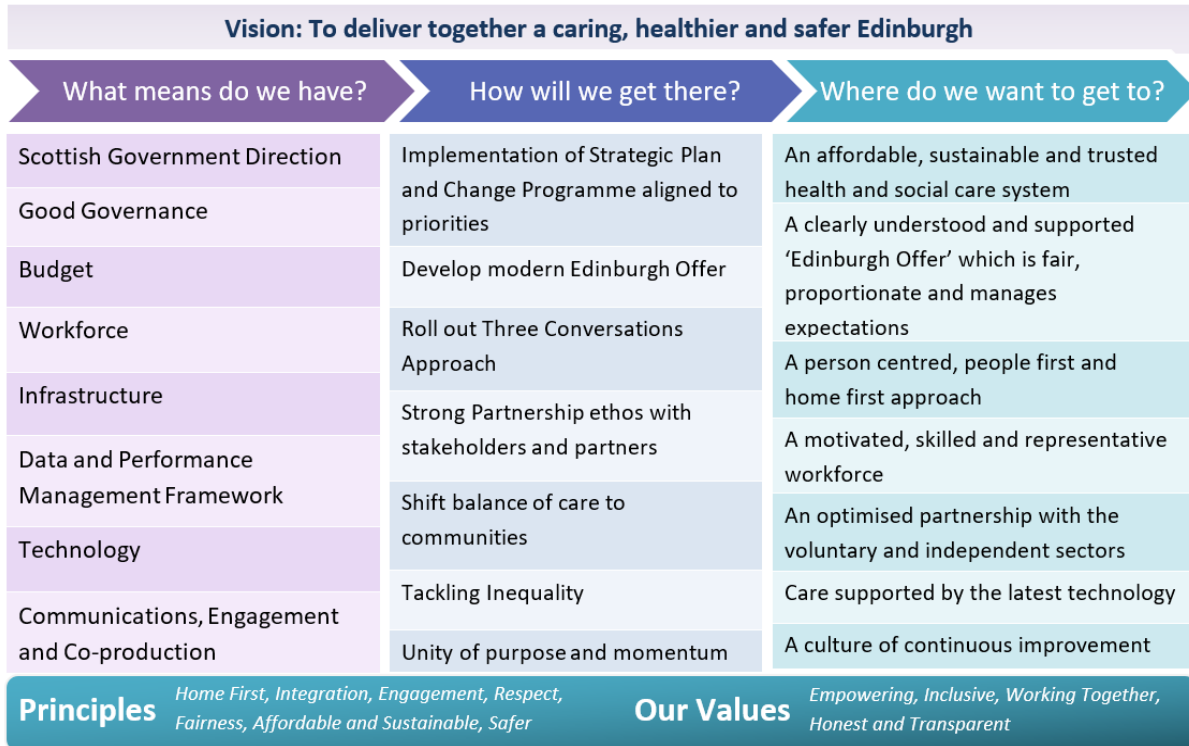 Vision: To deliver together a caring, healthier and safer Edinburgh
What means do we have?
Scottish Government Direction
Good Governance
Budget
Workforce
Infrastructure
Data and Performance
Management Framework
Technology
Communications, Engagement
and Co-production
How will we get there?
Implementation of Strategic Plan
and Change Programme aligned to
priorities
Develop modern Edinburgh Offer
Roll out Three Conversations
Approach
Strong Partnership ethos with
stakeholders and partners
Shift balance of care to
communities
Tackling Inequality
Unity of purpose and momentum
Where do we want to get to?
An affordable, sustainable and trusted
health and social care system
A clearly understood and supported
‘Edinburgh Offer’ which is fair,
proportionate and manages
expectations
A person centred, people first and
home first approach
A motivated, skilled and representative
workforce
An optimised partnership with the
voluntary and independent sectors
Care supported by the latest technology
A culture of continuous improvement
Principles
Home First, Integration, Engagement, Respect,
Fairness, Affordable and Sustainable, Safer
Our Values
Empowering, Inclusive, Working Together,
Honest and Transparent